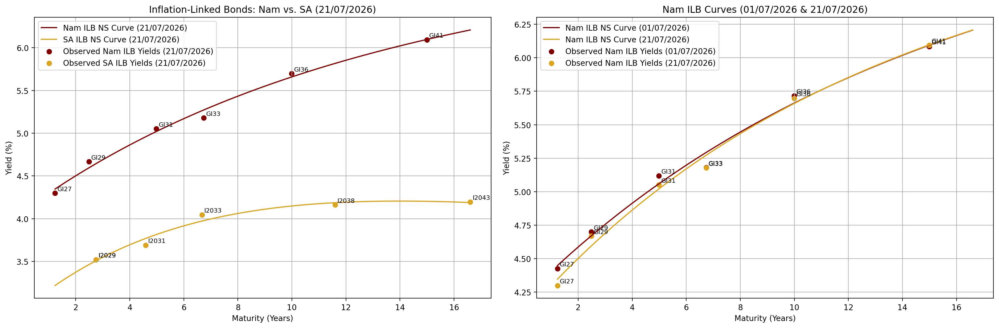 Inflation-Linked Bonds: Nam vs. SA (21/07/2026)
Nam ILB NS Curve (21/07/2026)
SA ILB NS Curve (21/07/2026)
Observed Nam ILB Yields (21/07/2026)
Observed SA ILB Yields (21/07/2026)
Yield (%)
6.0
5.5
5.0
4.5
4.0
3.5
GI27
GI29
GI31
GI33
GI36
GI41
I2029
I2031
I2033
I2038
I2043
2
4
6
8
10
12
14
16
Maturity (Years)
Nam ILB Curves (01/07/2026 & 21/07/2026)
Nam ILB NS Curve (01/07/2026)
Nam ILB NS Curve (21/07/2026)
Observed Nam ILB Yields (01/07/2026)
Observed Nam ILB Yields (21/07/2026)
Yield (%)
6.25
6.00
5.75
5.50
5.25
5.00
4.75
4.50
4.25
GI27
GI27
GI29
GI29
GI31
GI31
GI33
GI33
GI36
GI36
GI41
GI41
2
4
6
8
10
12
14
16
Maturity (Years)